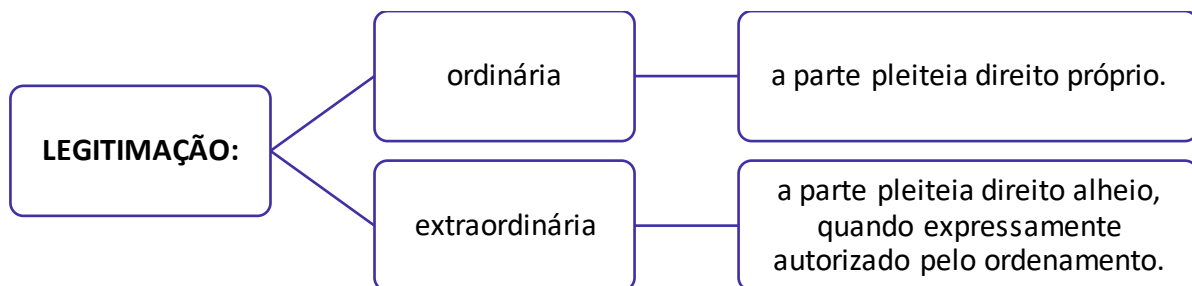 LEGITIMAÇÃO:
ordinária
a parte pleiteia direito próprio.
extraordinária
a parte pleiteia direito alheio,
quando expressamente
autorizado pelo ordenamento.